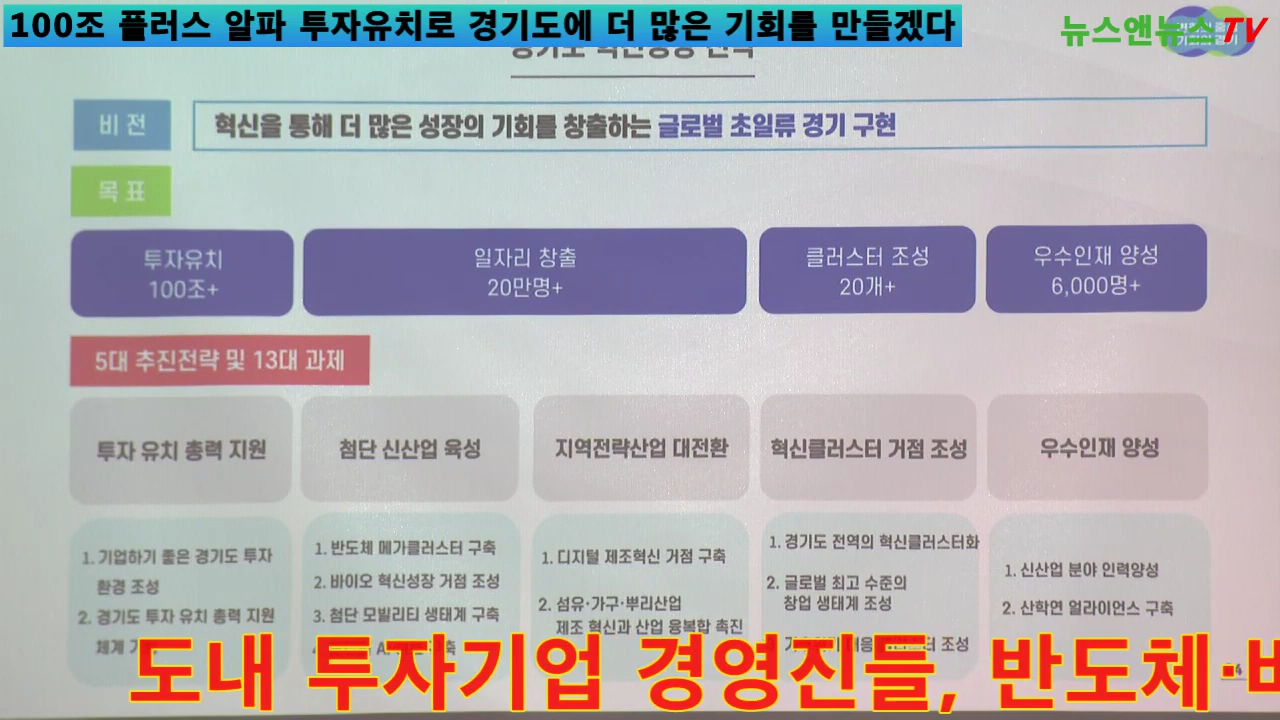 100조 플러스 알파 투자유치로 경기도에 더 많은 기회를 만들겠다
뉴스앤뉴스TV
경기도 혁신성장 전략
비 전
혁신을 통해 더 많은 성장의 기회를 창출하는 글로벌 초일류 경기 구현
목 표
투자유치
100조+
일자리 창출
20만명+
클러스터 조성
20개+
우수인재 양성
6,000명+
5대 추진전략 및 13대 과제
투자 유치 총력 지원
1. 기업하기 좋은 경기도 투자
환경 조성
2. 경기도 투자 유치 총력 지원
체계
첨단 신산업 육성
1. 반도체 메가클러스터 구축
2. 바이오 혁신성장 거점 조성
3. 첨단 모빌리티 생태계 구축
지역전략산업 대전환
1. 디지털 제조혁신 거점 구축
2. 섬유·가구·뿌리산업
제조 혁신과 산업 융복합 촉진
혁신클러스터 거점 조성
1. 경기도 전역의 혁신클러스터화
2. 글로벌 최고 수준의
창업 생태계 조성
조성
우수인재 양성
1. 신산업 분야 인력양성
2. 산학연 얼라이언스 구축
도내 투자기업 경영진들, 반도체·